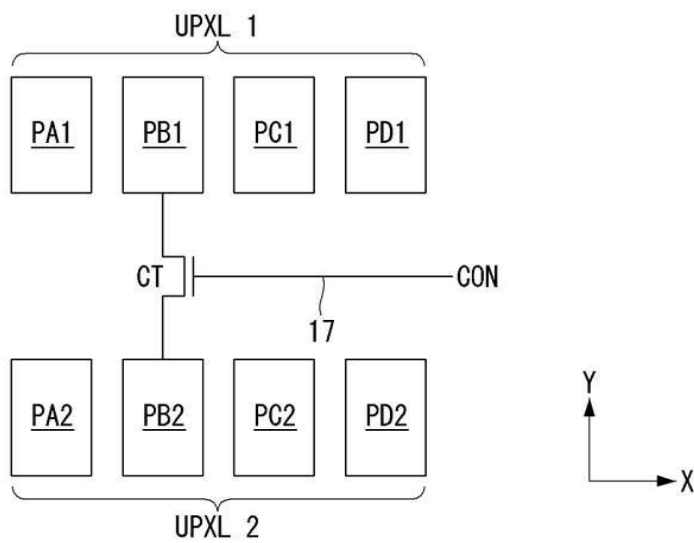 UPXL 1
PA1 PB1 PC1 PD1
CT CON
17
PA2 PB2 PC2 PD2
UPXL 2
Y
X